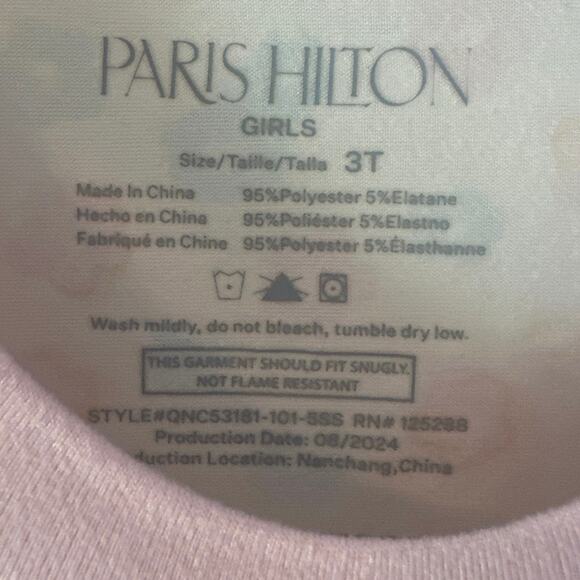 PARIS HILTON
GIRLS
Size/Taille/Talla 3T
Made In China 95%Polyester 5%Elatane
Hecho en China 95%Poliéster 5%Elastno
Fabriqué en Chine 95%Polyester 5%Élasthanne
Wash mildly, do not bleach, tumble dry low.
THIS GARMENT SHOULD FIT SNUGLY.
NOT FLAME RESISTANT
STYLE#QNC53181-101-5SS RN# 125288
Production Date: 08/2024
duction Location: Nanchang,China